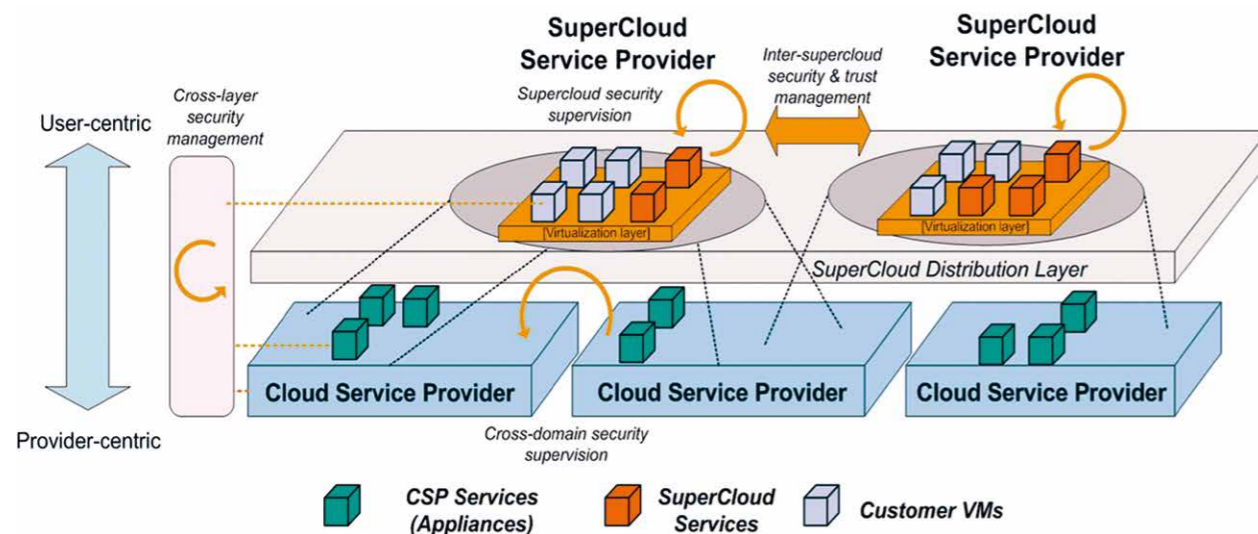 SuperCloud
Service Provider
SuperCloud
Service Provider
Inter-supercloud
security & trust
management
Supercloud security
supervision
Cross-layer
security
management
User-centric
[Virtualization layer]
[Virtualization layer]
SuperCloud Distribution Layer
Cloud Service Provider
Cloud Service Provider
Cloud Service Provider
Provider-centric
Cross-domain security
supervision
CSP Services
(Appliances)
SuperCloud
Services
Customer VMs